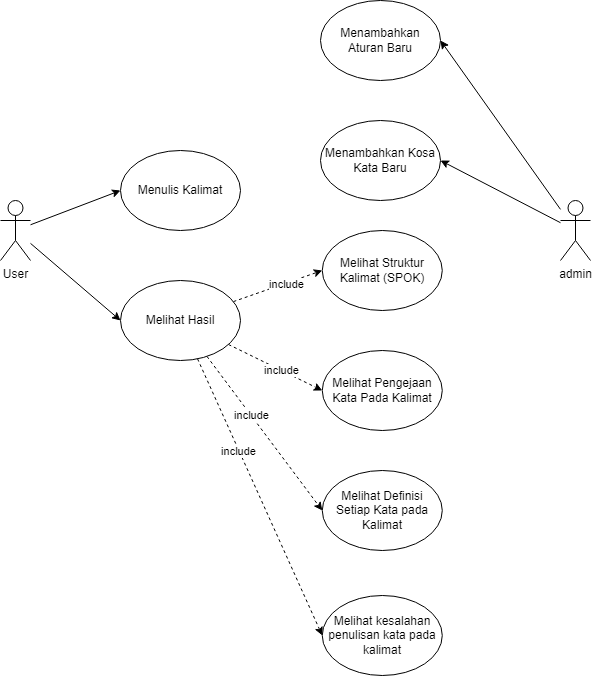 Menambahkan
Aturan Baru
Menambahkan Kosa
Kata Baru
Menulis Kalimat
User
admin
Melihat Struktur
Kalimat (SPOK)
include
Melihat Hasil
include
Melihat Pengejaan
Kata Pada Kalimat
include
include
Melihat Definisi
Setiap Kata pada
Kalimat
Melihat kesalahan
penulisan kata pada
kalimat